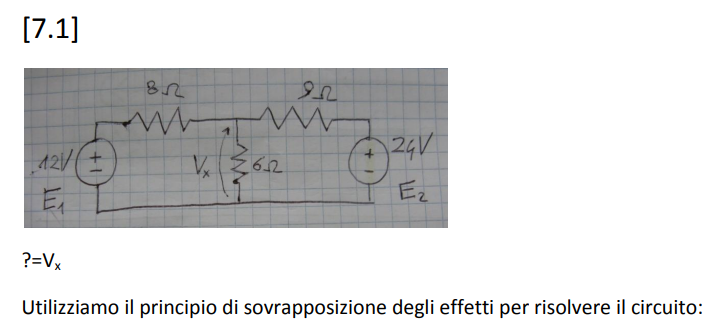 [7.1]
8Ω 9Ω
12V + - Vx 6Ω + - 24V
E1 E2
?=Vx
Utilizziamo il principio di sovrapposizione degli effetti per risolvere il circuito: